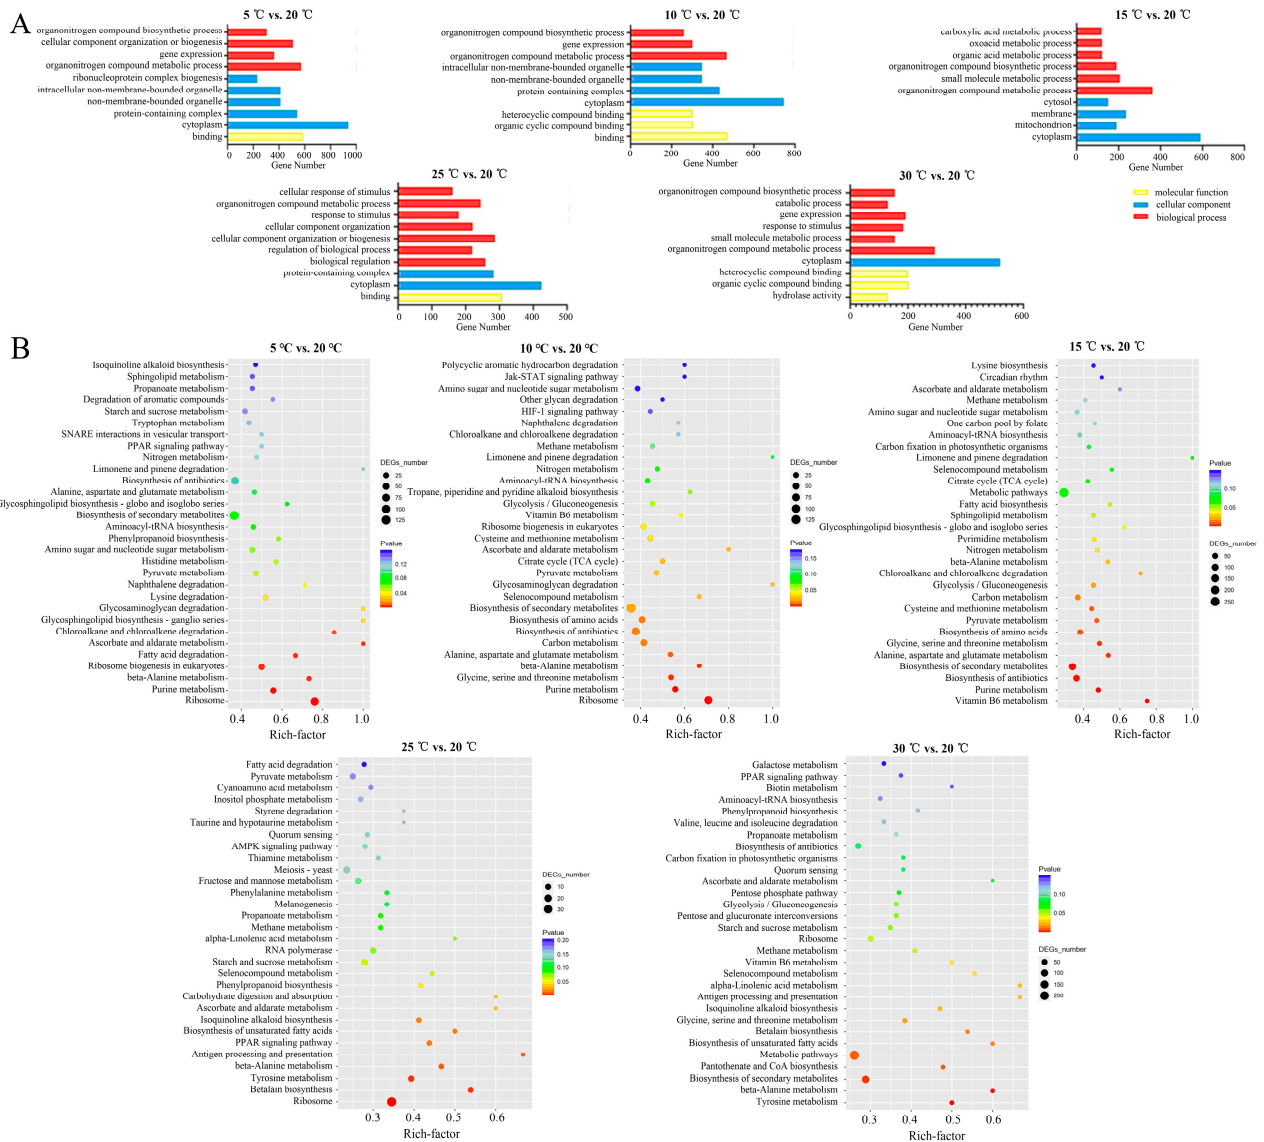 A
5 ℃ vs. 20 ℃
organonitrogen compound biosynthetic process
cellular component organization or biogenesis
gene expression
organonitrogen compound metabolic process
ribonucleoprotein complex biogenesis
intracellular non-membrane-bounded organelle
non-membrane-bounded organelle
protein-containing complex
cytoplasm
binding
0 200 400 600 800 1000
Gene Number
10 ℃ vs. 20 ℃
organonitrogen compound biosynthetic process
gene expression
organonitrogen compound metabolic process
intracellular non-membrane-bounded organelle
non-membrane-bounded organelle
protein-containing complex
cytoplasm
heterocyclic compound binding
organic cyclic compound binding
binding
0 200 400 600 800
Gene Number
15 ℃ vs. 20 ℃
carboxylic acid metabolic process
oxoacid metabolic process
organic acid metabolic process
organonitrogen compound biosynthetic process
small molecule metabolic process
organonitrogen compound metabolic process
cytosol
membrane
mitochondrion
cytoplasm
0 200 400 600 800
Gene Number
25 ℃ vs. 20 ℃
cellular response of stimulus
organonitrogen compound metabolic process
response to stimulus
cellular component organization
cellular component organization or biogenesis
regulation of biological process
biological regulation
protein-containing complex
cytoplasm
binding
0 100 200 300 400 500
Gene Number
30 ℃ vs. 20 ℃
organonitrogen compound biosynthetic process
catabolic process
gene expression
response to stimulus
small molecule metabolic process
organonitrogen compound metabolic process
cytoplasm
heterocyclic compound binding
organic cyclic compound binding
hydrolase activity
0 200 400 600
Gene Number
molecular function
cellular component
biological process
B
5 ℃ vs. 20 ℃
Isoquinoline alkaloid biosynthesis
Sphingolipid metabolism
Propanoate metabolism
Degradation of aromatic compounds
Starch and sucrose metabolism
Tryptophan metabolism
SNARE interactions in vesicular transport
PPAR signaling pathway
Nitrogen metabolism
Limonene and pinene degradation
Biosynthesis of antibiotics
Alanine, aspartate and glutamate metabolism
Glycosphingolipid biosynthesis - globo and isoglobo series
Biosynthesis of secondary metabolites
Aminoacyl-tRNA biosynthesis
Phenylpropanoid biosynthesis
Amino sugar and nucleotide sugar metabolism
Histidine metabolism
Pyruvate metabolism
Naphthalene degradation
Lysine degradation
Glycosaminoglycan degradation
Glycosphingolipid biosynthesis - ganglio series
Chloroalkane and chloroalkene degradation
Ascorbate and aldarate metabolism
Fatty acid degradation
Ribosome biogenesis in eukaryotes
beta-Alanine metabolism
Purine metabolism
Ribosome
0.4 0.6 0.8 1.0
Rich-factor
DEGs_number
25
50
75
100
125
Pvalue
0.12
0.08
0.04
10 ℃ vs. 20 ℃
Polycyclic aromatic hydrocarbon degradation
Jak-STAT signaling pathway
Amino sugar and nucleotide sugar metabolism
Other glycan degradation
HIF-1 signaling pathway
Naphthalene degradation
Chloroalkane and chloroalkene degradation
Methane metabolism
Limonene and pinene degradation
Nitrogen metabolism
Aminoacyl-tRNA biosynthesis
Tropane, piperidine and pyridine alkaloid biosynthesis
Glycolysis / Gluconeogenesis
Vitamin B6 metabolism
Ribosome biogenesis in eukaryotes
Cysteine and methionine metabolism
Ascorbate and aldarate metabolism
Citrate cycle (TCA cycle)
Pyruvate metabolism
Glycosaminoglycan degradation
Selenocompound metabolism
Biosynthesis of secondary metabolites
Biosynthesis of amino acids
Biosynthesis of antibiotics
Carbon metabolism
Alanine, aspartate and glutamate metabolism
beta-Alanine metabolism
Glycine, serine and threonine metabolism
Purine metabolism
Ribosome
0.4 0.6 0.8 1.0
Rich-factor
DEGs_number
25
50
75
100
125
Pvalue
0.15
0.10
0.05
15 ℃ vs. 20 ℃
Lysine biosynthesis
Circadian rhythm
Ascorbate and aldarate metabolism
Methane metabolism
Amino sugar and nucleotide sugar metabolism
One carbon pool by folate
Aminoacyl-tRNA biosynthesis
Carbon fixation in photosynthetic organisms
Limonene and pinene degradation
Selenocompound metabolism
Citrate cycle (TCA cycle)
Metabolic pathways
Fatty acid biosynthesis
Sphingolipid metabolism
Glycosphingolipid biosynthesis - globo and isoglobo series
Pyrimidine metabolism
Nitrogen metabolism
beta-Alanine metabolism
Chloroalkane and chloroalkene degradation
Glycolysis / Gluconeogenesis
Carbon metabolism
Cysteine and methionine metabolism
Pyruvate metabolism
Biosynthesis of amino acids
Glycine, serine and threonine metabolism
Alanine, aspartate and glutamate metabolism
Biosynthesis of secondary metabolites
Biosynthesis of antibiotics
Purine metabolism
Vitamin B6 metabolism
0.4 0.6 0.8 1.0
Rich-factor
Pvalue
0.10
0.05
DEGs_number
50
100
150
200
250
25 ℃ vs. 20 ℃
Fatty acid degradation
Pyruvate metabolism
Cyanoamino acid metabolism
Inositol phosphate metabolism
Styrene degradation
Taurine and hypotaurine metabolism
Quorum sensing
AMPK signaling pathway
Thiamine metabolism
Meiosis - yeast
Fructose and mannose metabolism
Phenylalanine metabolism
Melanogenesis
Propanoate metabolism
Methane metabolism
alpha-Linolenic acid metabolism
RNA polymerase
Starch and sucrose metabolism
Selenocompound metabolism
Phenylpropanoid biosynthesis
Carbohydrate digestion and absorption
Ascorbate and aldarate metabolism
Isoquinoline alkaloid biosynthesis
Biosynthesis of unsaturated fatty acids
PPAR signaling pathway
Antigen processing and presentation
beta-Alanine metabolism
Tyrosine metabolism
Betalain biosynthesis
Ribosome
0.3 0.4 0.5 0.6
Rich-factor
DEGs_number
10
20
30
Pvalue
0.20
0.15
0.10
0.05
30 ℃ vs. 20 ℃
Galactose metabolism
PPAR signaling pathway
Biotin metabolism
Aminoacyl-tRNA biosynthesis
Phenylpropanoid biosynthesis
Valine, leucine and isoleucine degradation
Propanoate metabolism
Biosynthesis of antibiotics
Carbon fixation in photosynthetic organisms
Quorum sensing
Ascorbate and aldarate metabolism
Pentose phosphate pathway
Glycolysis / Gluconeogenesis
Pentose and glucuronate interconversions
Starch and sucrose metabolism
Ribosome
Methane metabolism
Vitamin B6 metabolism
Selenocompound metabolism
alpha-Linolenic acid metabolism
Antigen processing and presentation
Isoquinoline alkaloid biosynthesis
Glycine, serine and threonine metabolism
Betalain biosynthesis
Biosynthesis of unsaturated fatty acids
Metabolic pathways
Pantothenate and CoA biosynthesis
Biosynthesis of secondary metabolites
beta-Alanine metabolism
Tyrosine metabolism
0.3 0.4 0.5 0.6
Rich-factor
Pvalue
0.10
0.05
DEGs_number
50
100
150
200